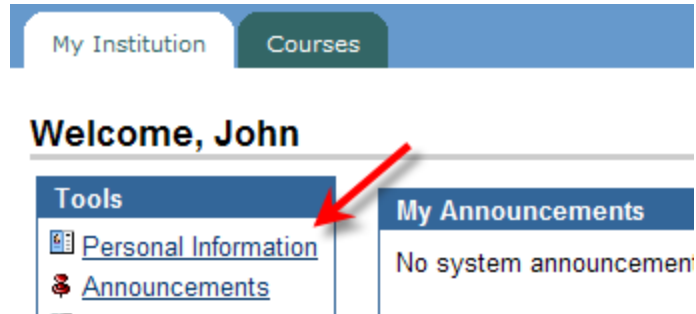 My Institution
Courses
Welcome, John
Tools
Personal Information
Announcements
My Announcements
No system announcement